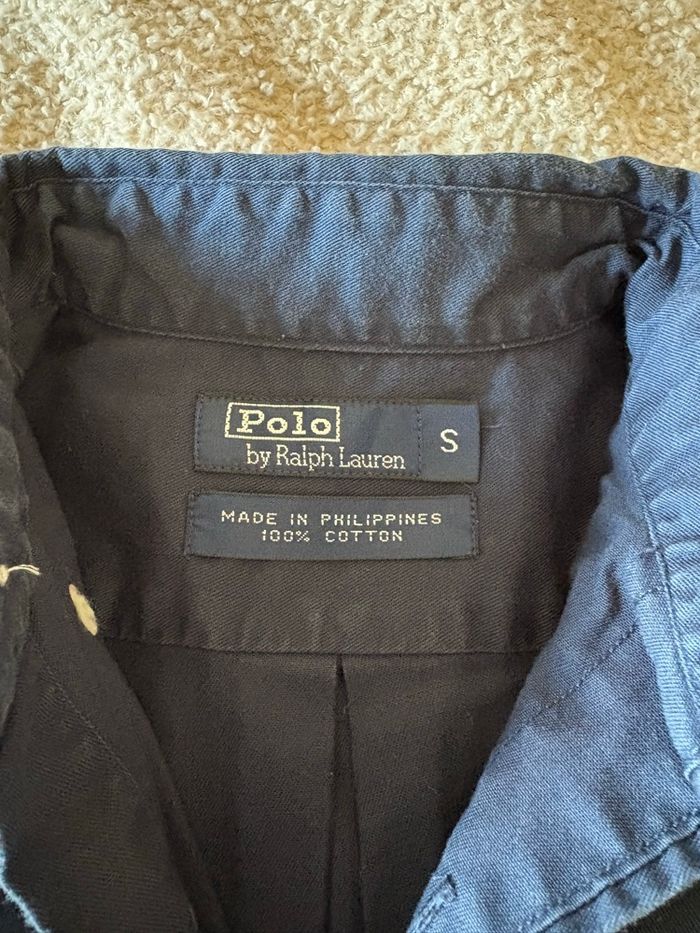 Polo
by Ralph Lauren
S
MADE IN PHILIPPINES
100% COTTON